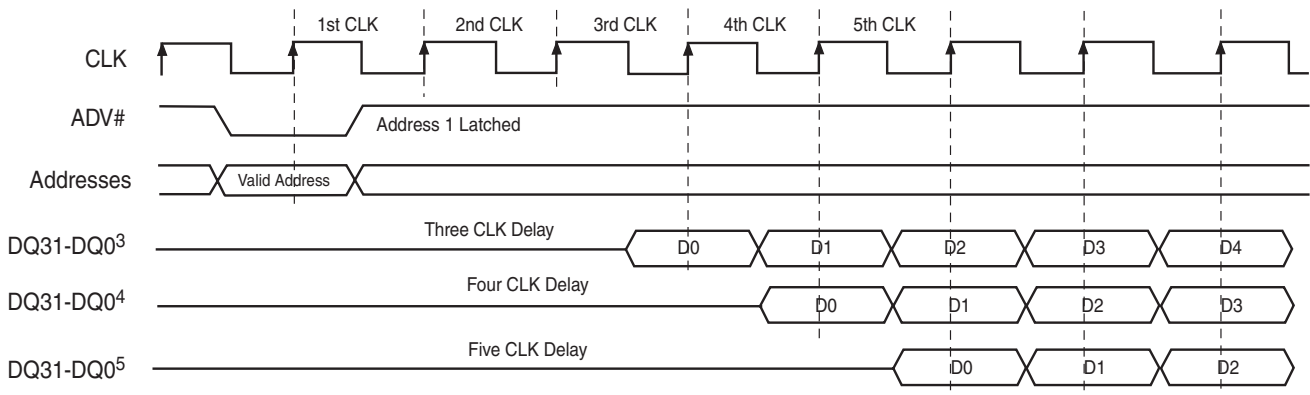 1st CLK 2nd CLK 3rd CLK 4th CLK 5th CLK
CLK
ADV#
Address 1 Latched
Addresses
Valid Address
Three CLK Delay
DQ31-DQ0³ D0 D1 D2 D3 D4
Four CLK Delay
DQ31-DQ0⁴ D0 D1 D2 D3
Five CLK Delay
DQ31-DQ0⁵ D0 D1 D2